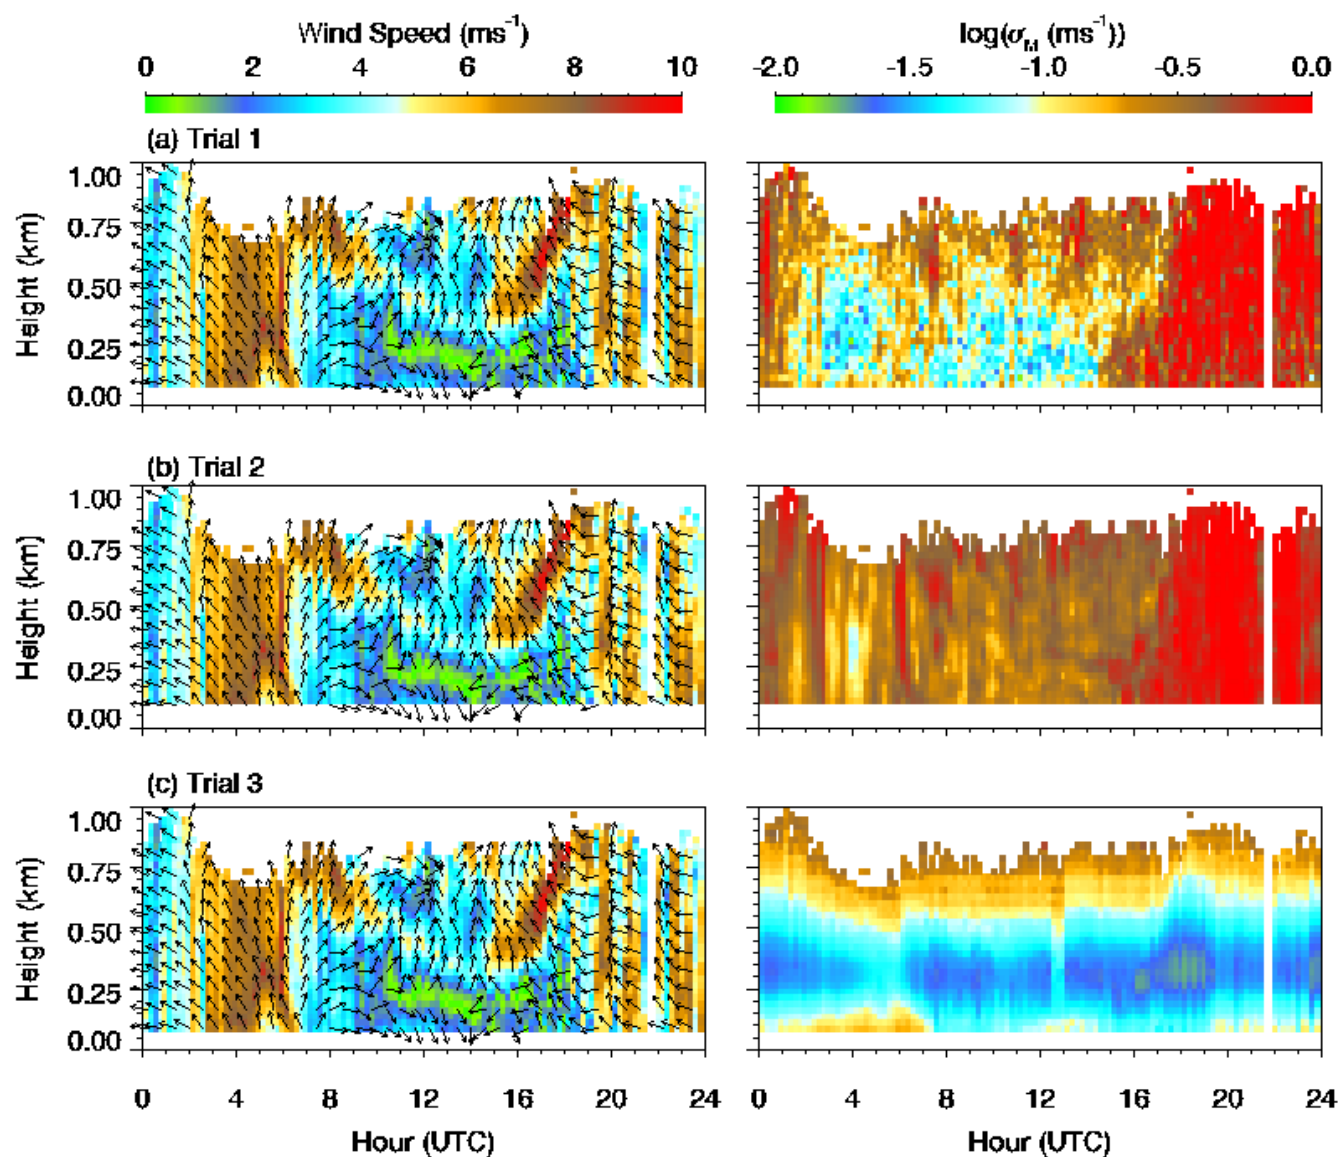 Wind Speed (ms⁻¹)
0 2 4 6 8 10
log(σ_M (ms⁻¹))
-2.0 -1.5 -1.0 -0.5 0.0
(a) Trial 1
1.00
0.75
0.50
0.25
0.00
Height (km)
(b) Trial 2
1.00
0.75
0.50
0.25
0.00
Height (km)
(c) Trial 3
1.00
0.75
0.50
0.25
0.00
Height (km)
0 4 8 12 16 20 24
Hour (UTC)
0 4 8 12 16 20 24
Hour (UTC)